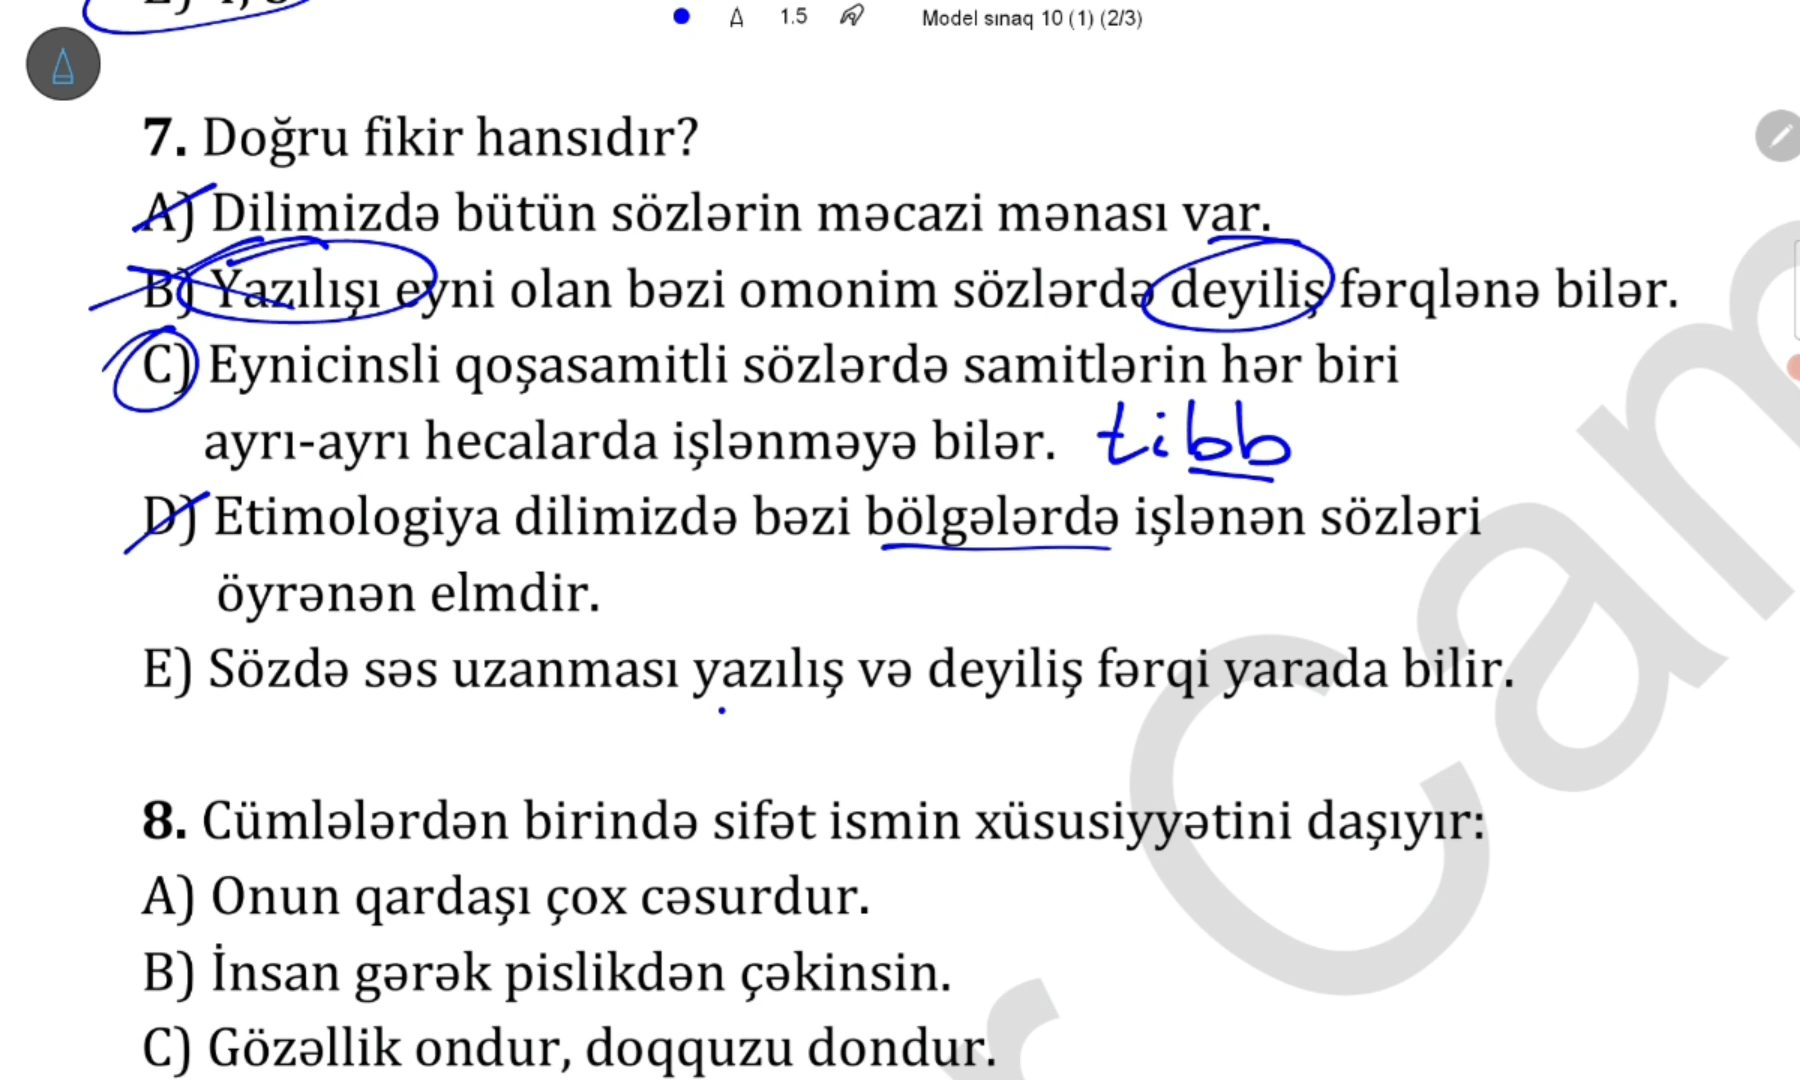 1.5 Model sınaq 10 (1) (2/3)
7. Doğru fikir hansıdır?
A) Dilimizdə bütün sözlərin məcazi mənası var.
B) Yazılışı eyni olan bəzi omonim sözlərdə deyiliş fərqlənə bilər.
C) Eynicinsli qoşasamitli sözlərdə samitlərin hər biri
ayrı-ayrı hecalarda işlənməyə bilər. tibb
D) Etimologiya dilimizdə bəzi bölgələrdə işlənən sözləri
öyrənən elmdir.
E) Sözdə səs uzanması yazılış və deyiliş fərqi yarada bilir.
8. Cümlələrdən birində sifət ismin xüsusiyyətini daşıyır:
A) Onun qardaşı çox cəsurdur.
B) İnsan gərək pislikdən çəkinsin.
C) Gözəllik ondur, doqquzu dondur.